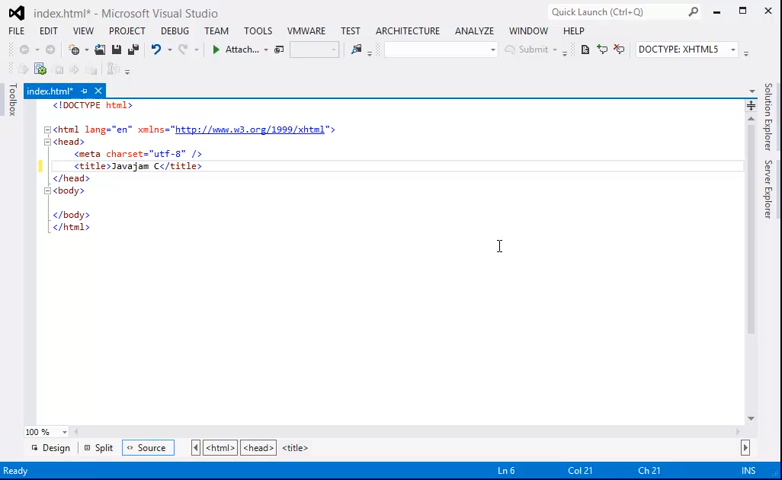 index.html* - Microsoft Visual Studio
Quick Launch (Ctrl+Q)
FILE EDIT VIEW PROJECT DEBUG TEAM TOOLS VMWARE TEST ARCHITECTURE ANALYZE WINDOW HELP
Attach... Submit DOCTYPE: XHTML5
Toolbox
index.html*
<!DOCTYPE html>
<html lang="en" xmlns="http://www.w3.org/1999/xhtml">
<head>
<meta charset="utf-8" />
<title>Javajam C</title>
</head>
<body>
</body>
</html>
Solution Explorer
Server Explorer
100 %
Design Split Source <html> <head> <title>
Ready Ln 6 Col 21 Ch 21 INS